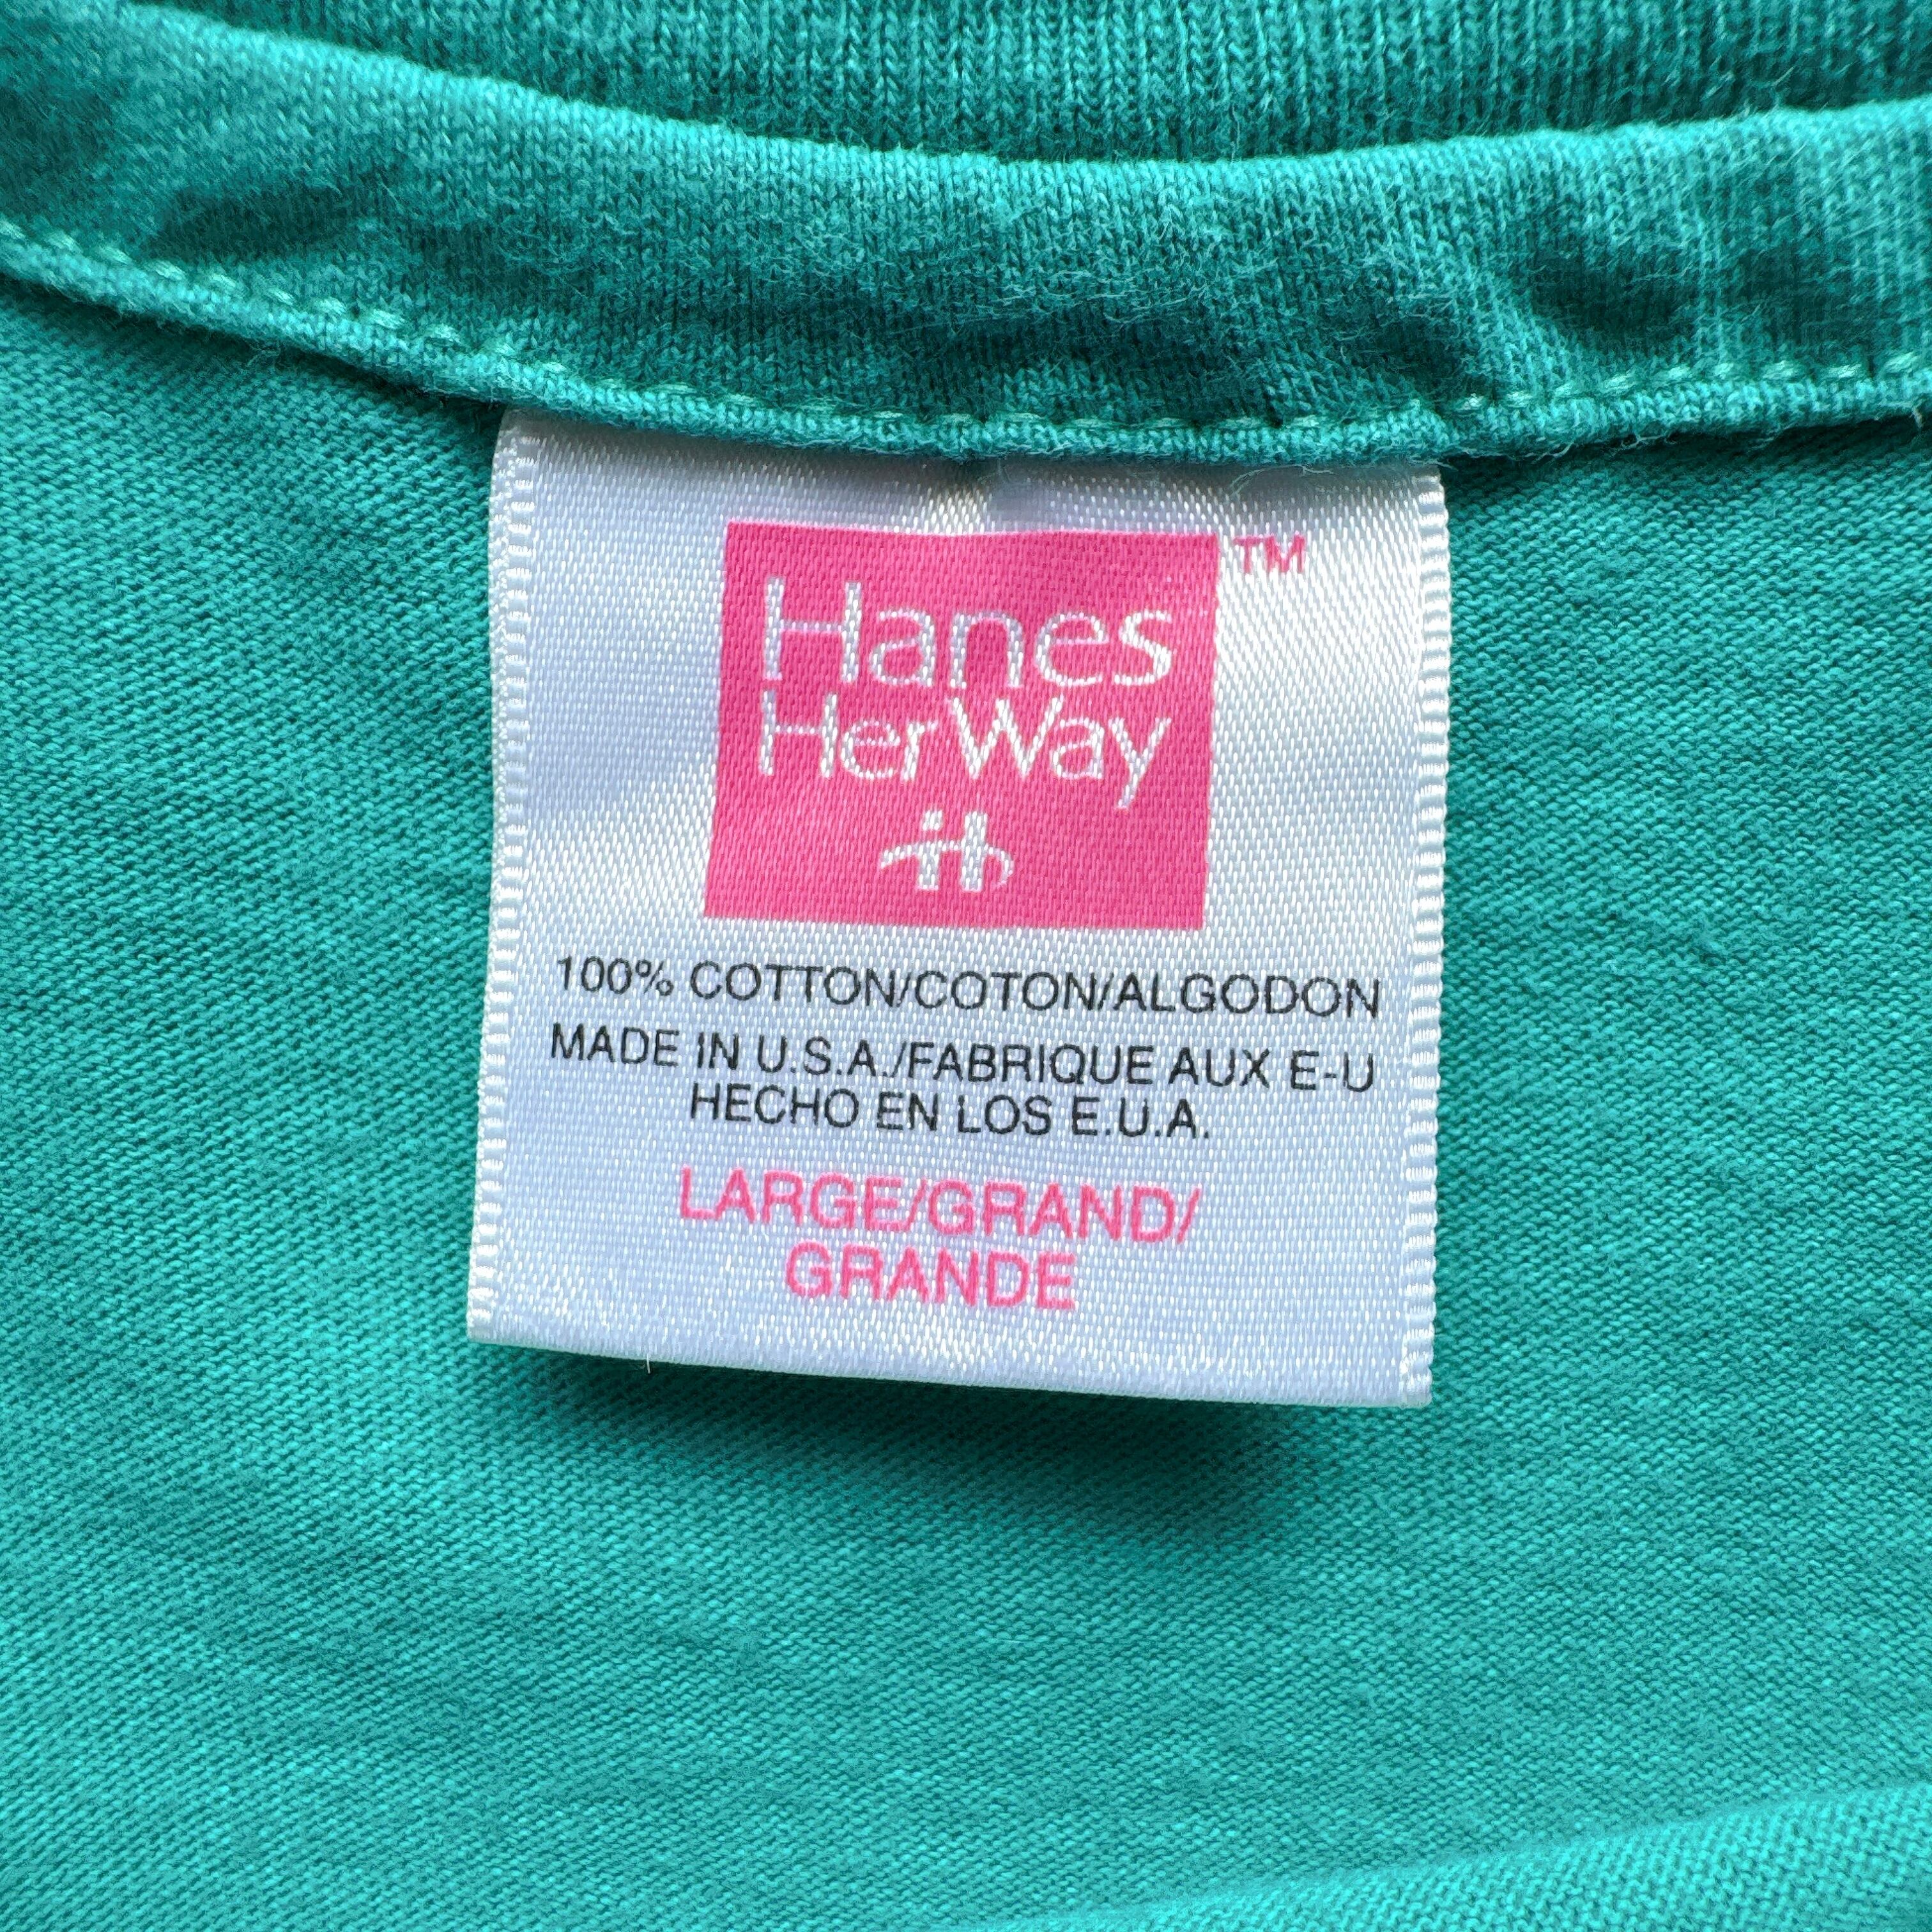 Hanes
HerWay
TM
100% COTTON/COTON/ALGODON
MADE IN U.S.A./FABRIQUE AUX E-U
HECHO EN LOS E.U.A.
LARGE/GRAND/
GRANDE